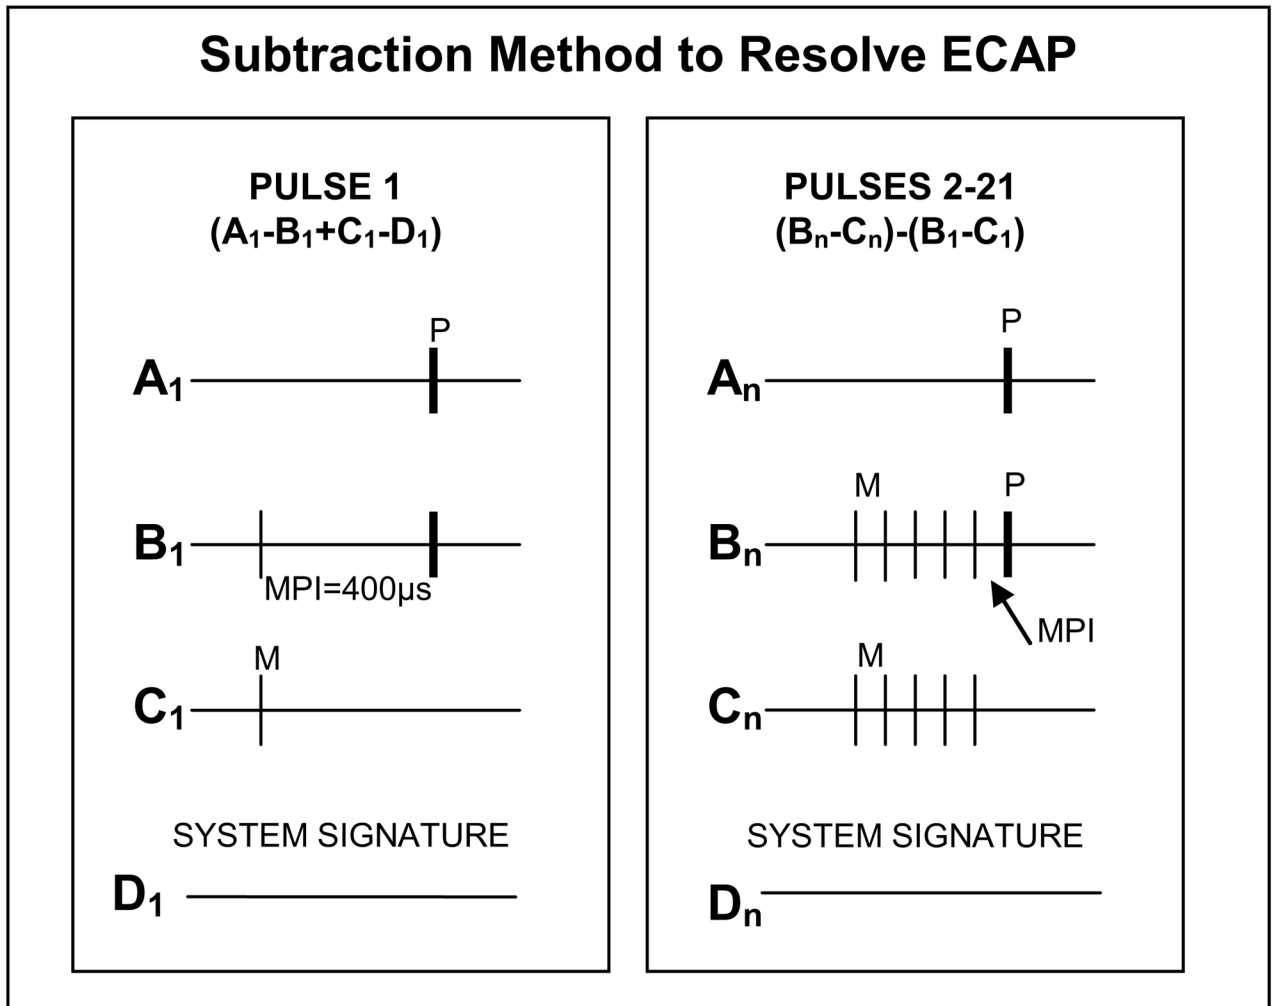 Subtraction Method to Resolve ECAP
PULSE 1
(A₁-B₁+C₁-D₁)
P
A₁
B₁
MPI=400µs
M
C₁
SYSTEM SIGNATURE
D₁
PULSES 2-21
(Bₙ-Cₙ)-(B₁-C₁)
P
Aₙ
M P
Bₙ
MPI
M
Cₙ
SYSTEM SIGNATURE
Dₙ